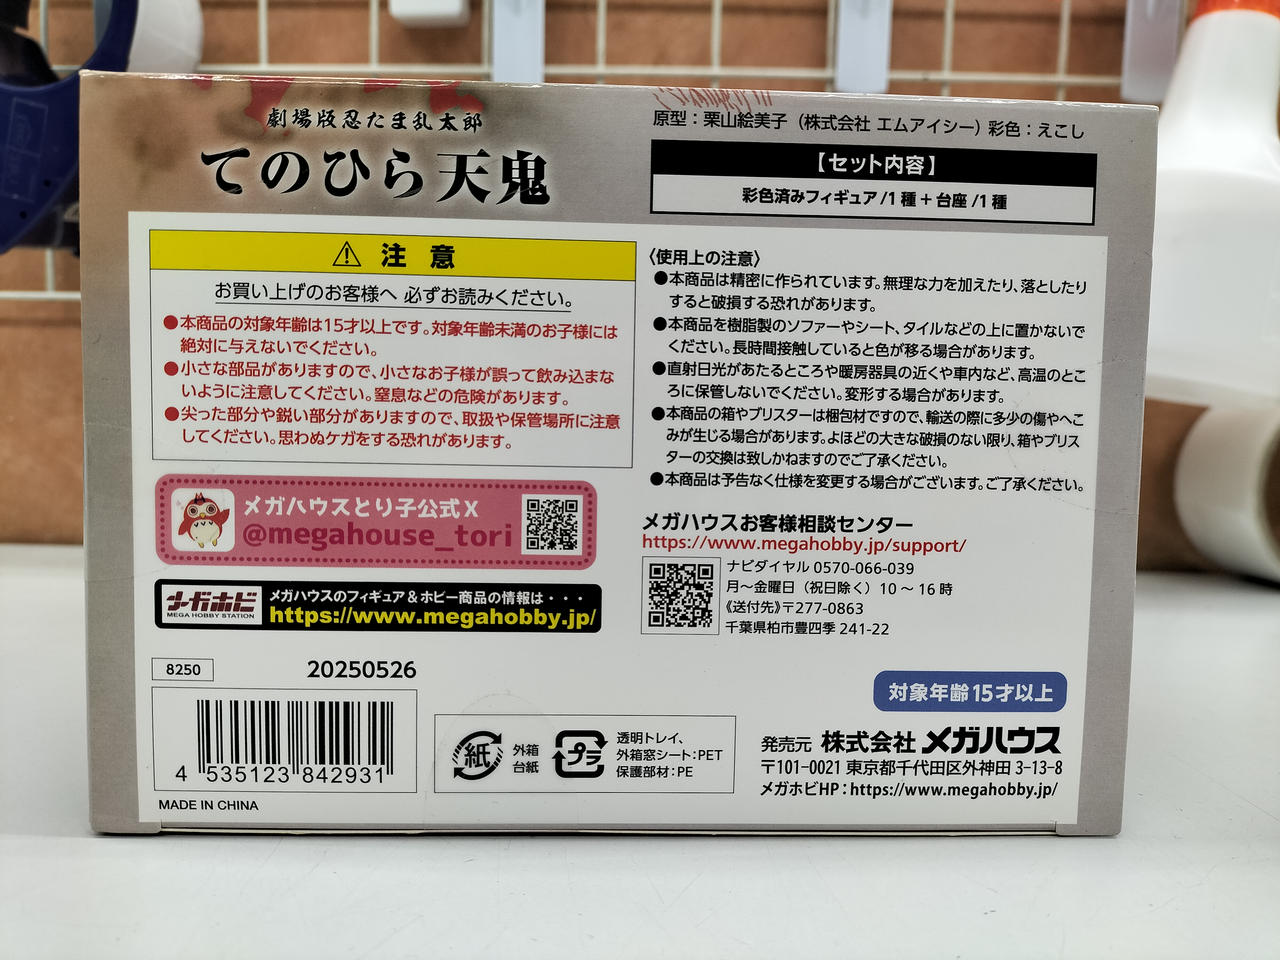 劇場版忍たま乱太郎
てのひら天鬼
原型：栗山絵美子（株式会社 エムアイシー）彩色：えこし
【セット内容】
彩色済みフィギュア/1種＋台座/1種
注意
お買い上げのお客様へ 必ずお読みください。
●本商品の対象年齢は15才以上です。対象年齢未満のお子様には
絶対に与えないでください。
●小さな部品がありますので、小さなお子様が誤って飲み込まな
いように注意してください。窒息などの危険があります。
●尖った部分や鋭い部分がありますので、取扱や保管場所に注意
してください。思わぬケガをする恐れがあります。
〈使用上の注意〉
●本商品は精密に作られています。無理な力を加えたり、落としたり
すると破損する恐れがあります。
●本商品を樹脂製のソファーやシート、タイルなどの上に置かないで
ください。長時間接触していると色が移る場合があります。
●直射日光があたるところや暖房器具の近くや車内など、高温のとこ
ろに保管しないでください。変形する場合があります。
●本商品の箱やブリスターは梱包材ですので、輸送の際に多少の傷やへこ
みが生じる場合があります。よほどの大きな破損のない限り、箱やブリス
ターの交換は致しかねますのでご了承ください。
●本商品は予告なく仕様を変更する場合がございます。ご了承ください。
メガハウスとり子公式X
@megahouse_tori
メガホビ
MEGA HOBBY STATION
メガハウスのフィギュア＆ホビー商品の情報は・・・
https://www.megahobby.jp/
メガハウスお客様相談センター
https://www.megahobby.jp/support/
ナビダイヤル 0570-066-039
月～金曜日（祝日除く）10～16時
《送付先》〒277-0863
千葉県柏市豊四季 241-22
8250
20250526
4 535123 842931
MADE IN CHINA
紙
外箱
台紙
プラ
透明トレイ、
外箱窓シート：PET
保護部材：PE
対象年齢15才以上
発売元 株式会社メガハウス
〒101-0021 東京都千代田区外神田 3-13-8
メガホビHP：https://www.megahobby.jp/